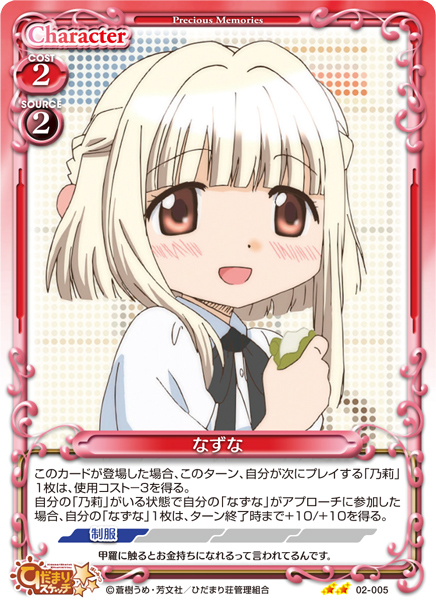 Precious Memories
Character
COST
2
SOURCE
2
なずな
このカードが登場した場合、このターン、自分が次にプレイする「乃莉」
1枚は、使用コスト−3を得る。
自分の「乃莉」がいる状態で自分の「なずな」がアプローチに参加した
場合、自分の「なずな」1枚は、ターン終了時まで+10/+10を得る。
制服
甲羅に触るとお金持ちになれるって言われてるんです。
ひだまり
スケッチ
©蒼樹うめ・芳文社／ひだまり荘管理組合
02-005